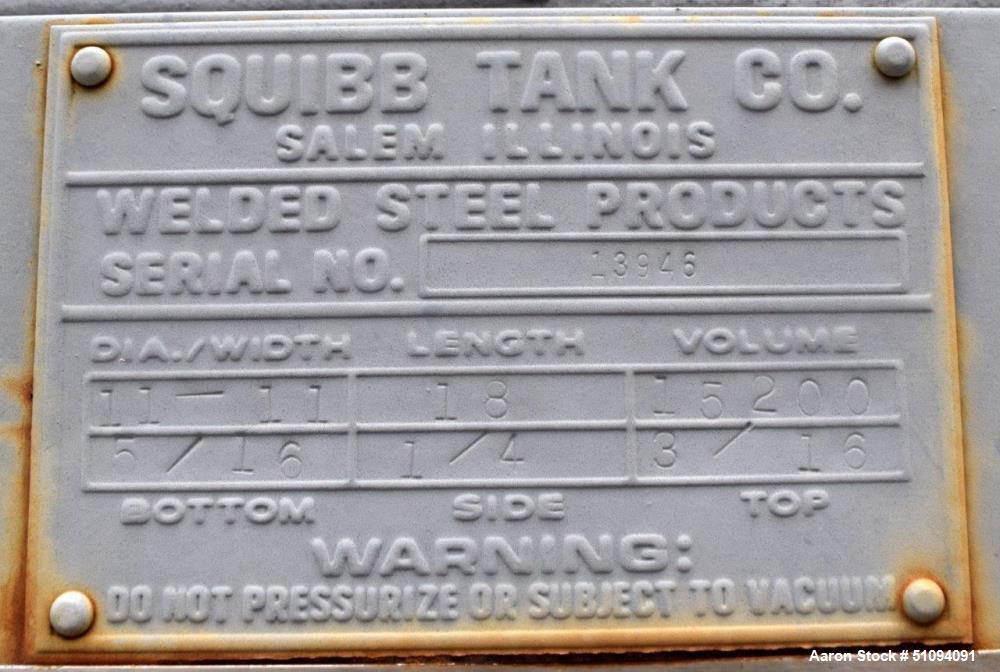 SQUIBB TANK CO.
SALEM ILLINOIS
WELDED STEEL PRODUCTS
SERIAL NO. 13946
DIA./WIDTH LENGTH VOLUME
11-11 18 15200
5/16 1/4 3/16
BOTTOM SIDE TOP
WARNING:
DO NOT PRESSURIZE OR SUBJECT TO VACUUM
Aaron Stock # 51094091